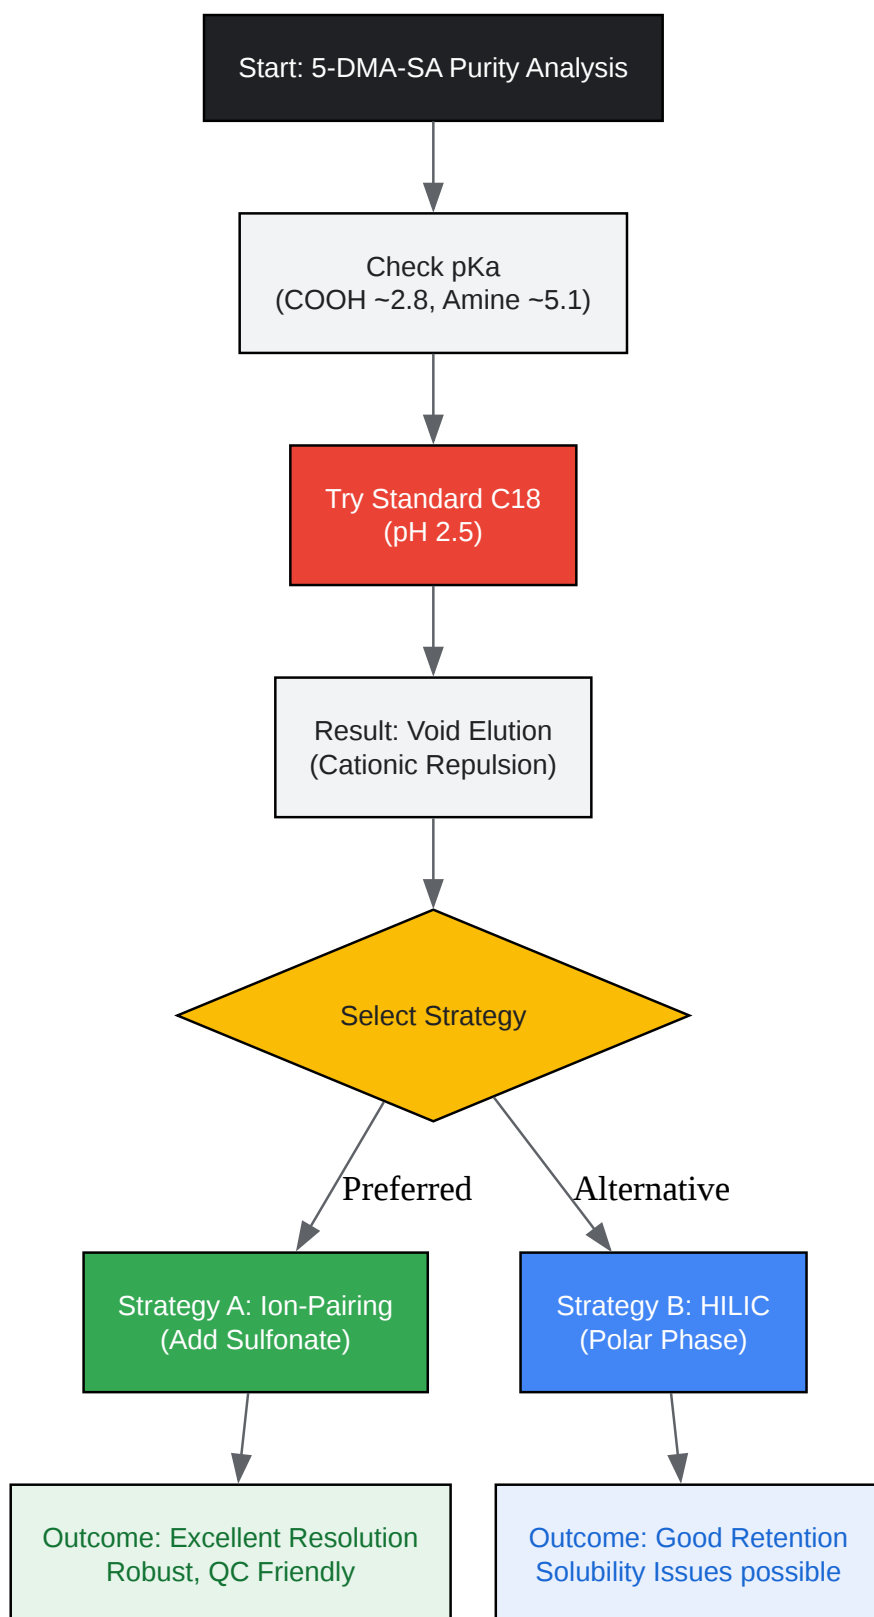 Start: 5-DMA-SA Purity Analysis
Check pKa
(COOH ~2.8, Amine ~5.1)
Try Standard C18
(pH 2.5)
Result: Void Elution
(Cationic Repulsion)
Select Strategy
Preferred
Alternative
Strategy A: Ion-Pairing
(Add Sulfonate)
Strategy B: HILIC
(Polar Phase)
Outcome: Excellent Resolution
Robust, QC Friendly
Outcome: Good Retention
Solubility Issues possible